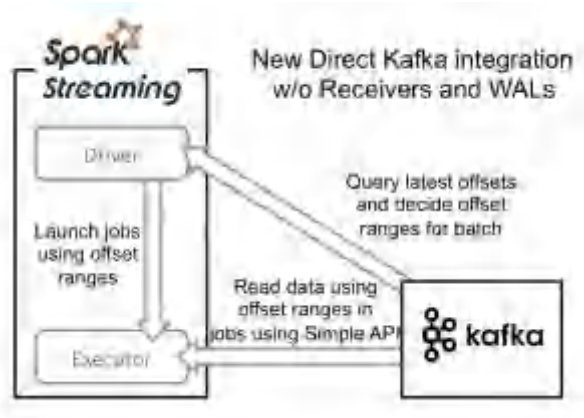 Spark
Streaming
New Direct Kafka integration
w/o Receivers and WALs
Driver
Query latest offsets
and decide offset
ranges for batch
Launch jobs
using offset
ranges
Read data using
offset ranges in
jobs using Simple API
kafka
Executor